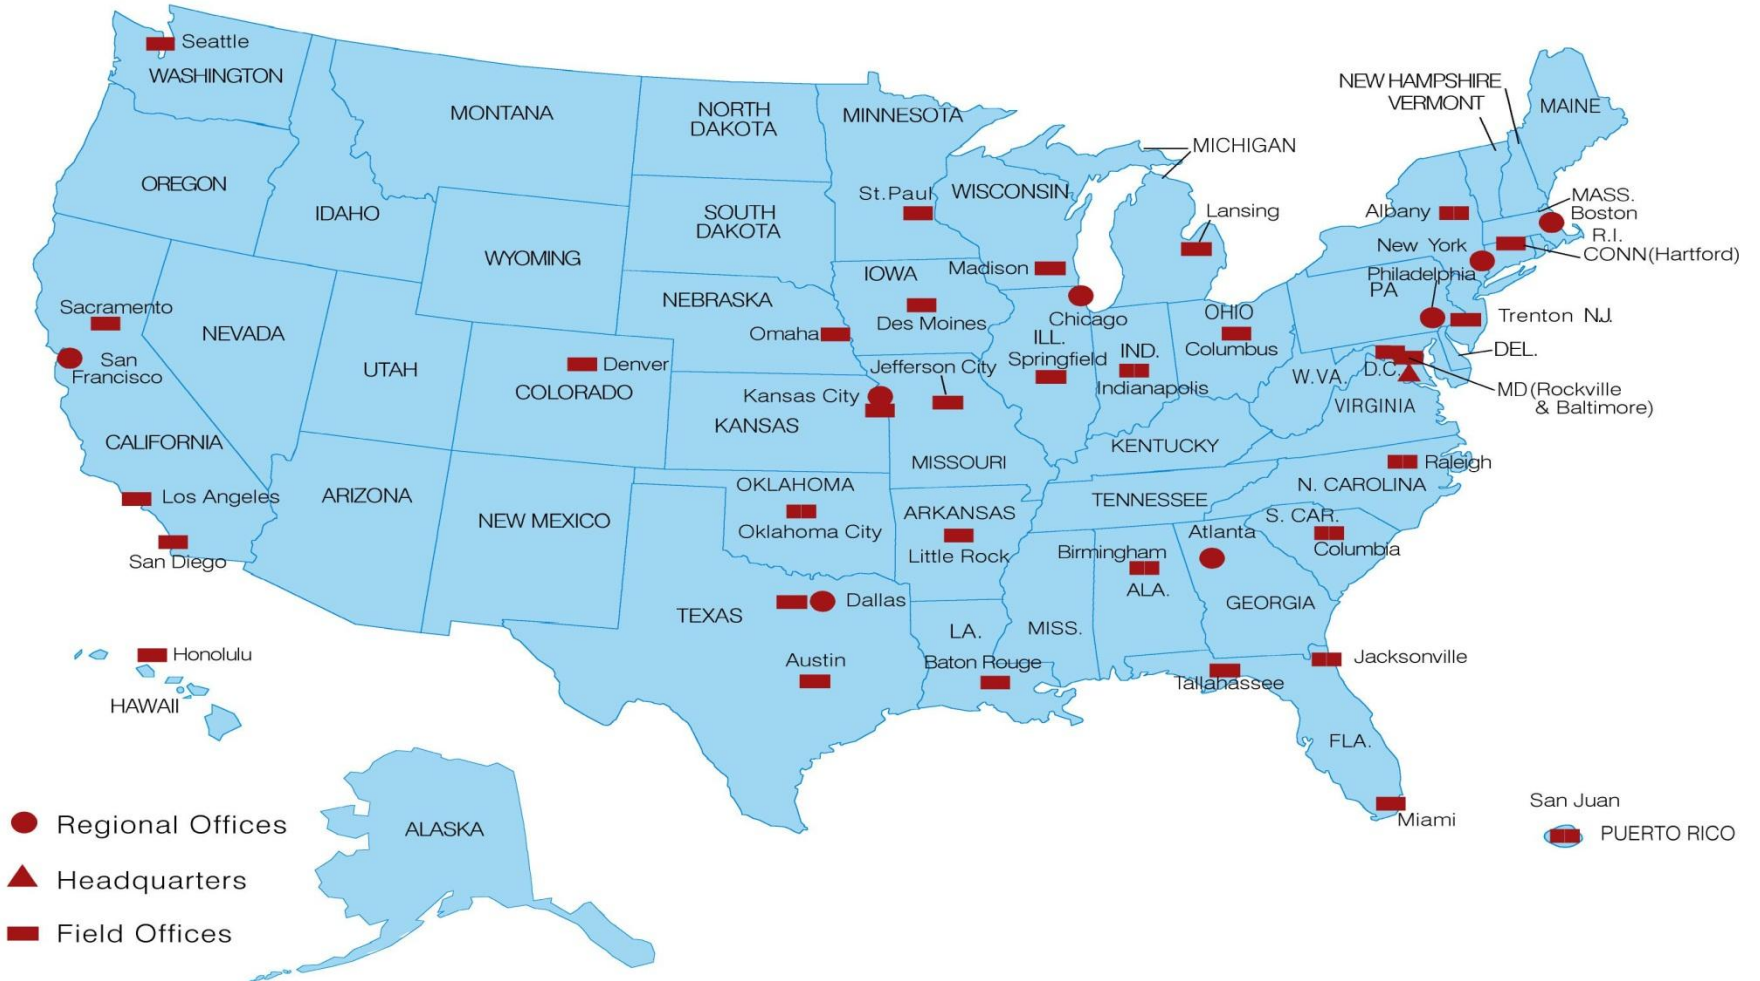 Seattle
WASHINGTON
MONTANA
NORTH
DAKOTA
MINNESOTA
NEW HAMPSHIRE
VERMONT
MAINE
MICHIGAN
OREGON
IDAHO
SOUTH
DAKOTA
St.Paul
WISCONSIN
Lansing
Albany
MASS.
Boston
R.I.
CONN(Hartford)
New York
Philadelphia
PA
WYOMING
IOWA
Madison
NEBRASKA
Omaha
Des Moines
Chicago
ILL.
Springfield
IND.
Indianapolis
OHIO
Columbus
Trenton N.J.
DEL.
MD(Rockville
& Baltimore)
D.C.
W.VA.
VIRGINIA
Sacramento
San
Francisco
NEVADA
UTAH
Denver
COLORADO
Kansas City
KANSAS
Jefferson City
MISSOURI
KENTUCKY
CALIFORNIA
Los Angeles
San Diego
ARIZONA
NEW MEXICO
OKLAHOMA
Oklahoma City
ARKANSAS
Little Rock
TENNESSEE
Raleigh
N. CAROLINA
S. CAR.
Columbia
Atlanta
GEORGIA
Birmingham
ALA.
MISS.
LA.
Baton Rouge
TEXAS
Dallas
Austin
Tallahassee
Jacksonville
FLA.
Miami
Honolulu
HAWAII
ALASKA
San Juan
PUERTO RICO
Regional Offices
Headquarters
Field Offices